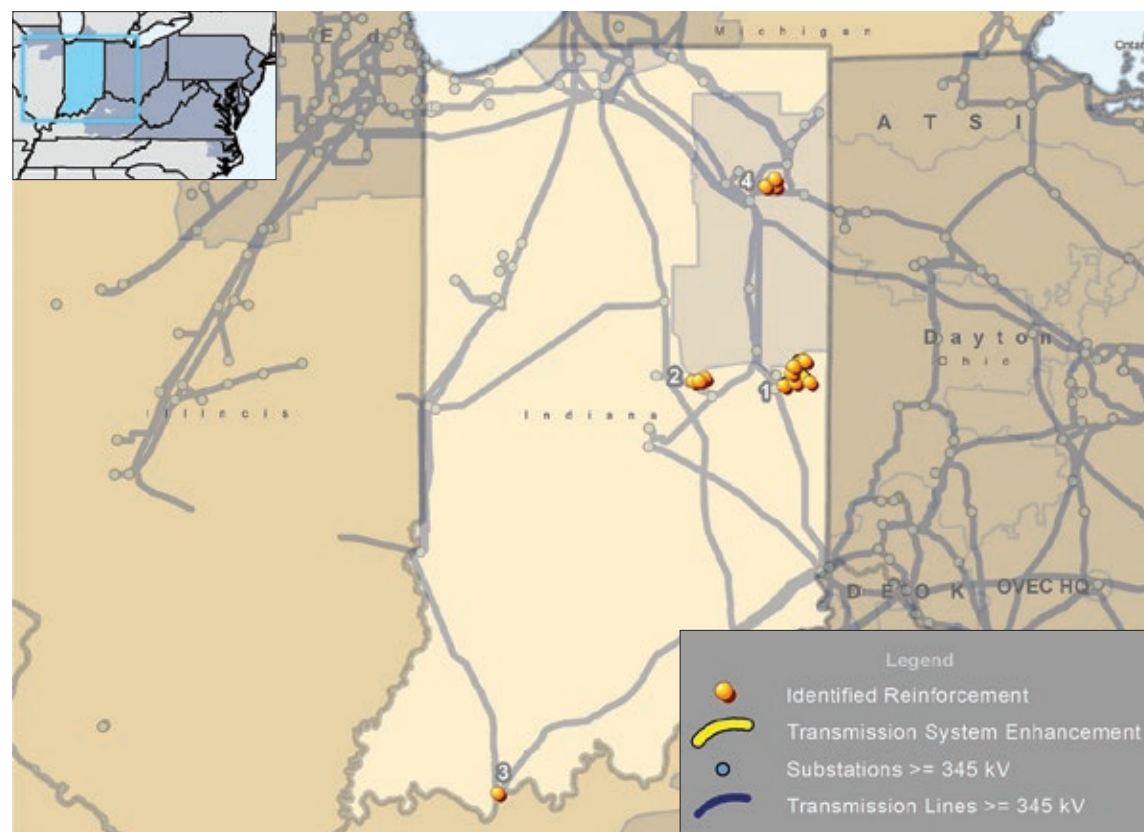 Michigan
A T S I
4
Dayton
Ohio
2
1
Illinois
Indiana
D E O K
OVEC HQ
3
Legend
Identified Reinforcement
Transmission System Enhancement
Substations >= 345 kV
Transmission Lines >= 345 kV